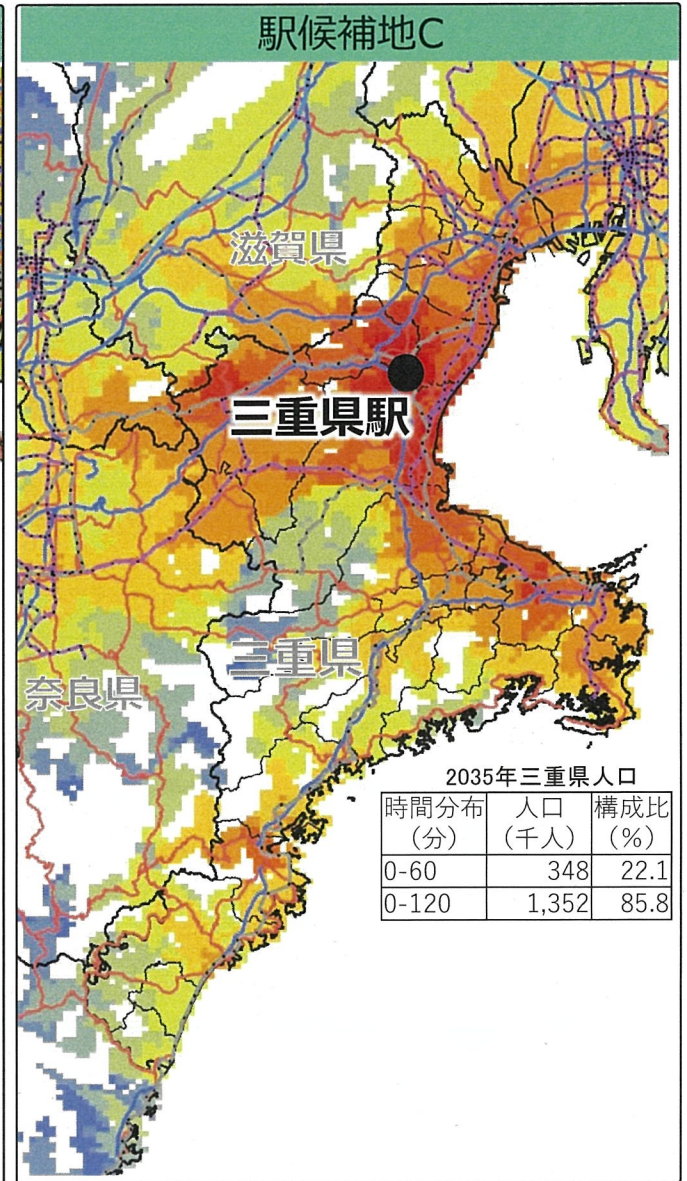 駅候補地C
滋賀県
三重県駅
三重県
奈良県
2035年三重県人口
時間分布 人口 構成比
(分) (千人) (%)
0-60 348 22.1
0-120 1,352 85.8